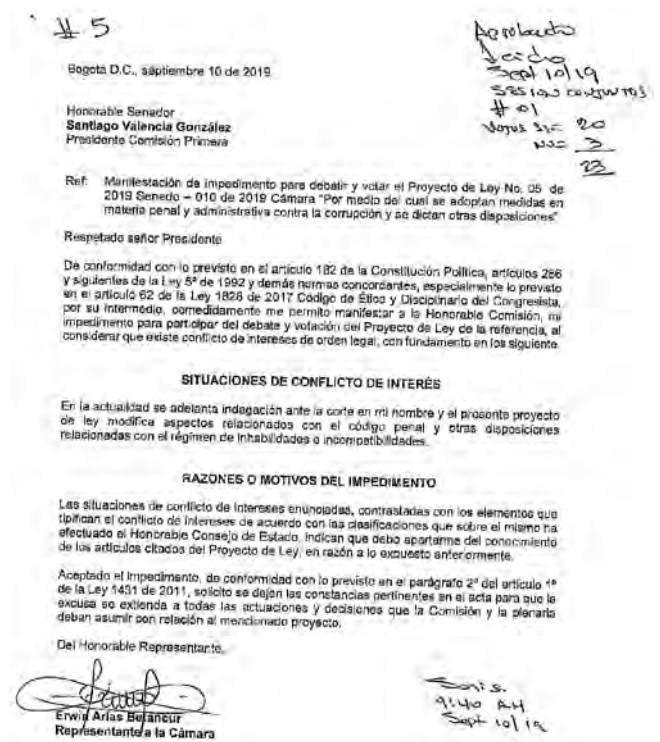 # 5
Aprobado
Sept 10/19
# 01
Votos Si= 20
No= 3
23
Bogotá D.C., septiembre 10 de 2019
Honorable Senador
Santiago Valencia González
Presidente Comisión Primera
Ref: Manifestación de impedimento para debatir y votar el Proyecto de Ley No. 05 de
2019 Senado – 010 de 2019 Cámara "Por medio del cual se adoptan medidas en
materia penal y administrativa contra la corrupción y se dictan otras disposiciones"
Respetado señor Presidente
De conformidad con lo previsto en el artículo 182 de la Constitución Política, artículos 286
y siguientes de la Ley 5ª de 1992 y demás normas concordantes, especialmente lo previsto
en el artículo 62 de la Ley 1828 de 2017 Código de Ético y Disciplinario del Congresista,
por su intermedio, comedidamente me permito manifestar a la Honorable Comisión, mi
impedimento para participar del debate y votación del Proyecto de Ley de la referencia, al
considerar que existe conflicto de intereses de orden legal, con fundamento en los siguiente.
SITUACIONES DE CONFLICTO DE INTERÉS
En la actualidad se adelanta indagación ante la corte en mi nombre y el presente proyecto
de ley modifica aspectos relacionados con el código penal y otras disposiciones
relacionadas con el régimen de inhabilidades e incompatibilidades.
RAZONES O MOTIVOS DEL IMPEDIMENTO
Las situaciones de conflicto de intereses enunciadas, contrastadas con los elementos que
tipifican el conflicto de intereses de acuerdo con las clasificaciones que sobre el mismo ha
efectuado el Honorable Consejo de Estado, indican que debo apartarme del conocimiento
de los artículos citados del Proyecto de Ley, en razón a lo expuesto anteriormente.
Aceptado el Impedimento, de conformidad con lo previsto en el parágrafo 2º del artículo 1º
de la Ley 1431 de 2011, solicito se dejen las constancias pertinentes en el acta para que la
excusa se extienda a todas las actuaciones y decisiones que la Comisión y la plenaria
deban asumir con relación al mencionado proyecto.
Del Honorable Representante,
Erwin Arias Betancur
Representante a la Cámara
9:40 AM
Sept 10/19